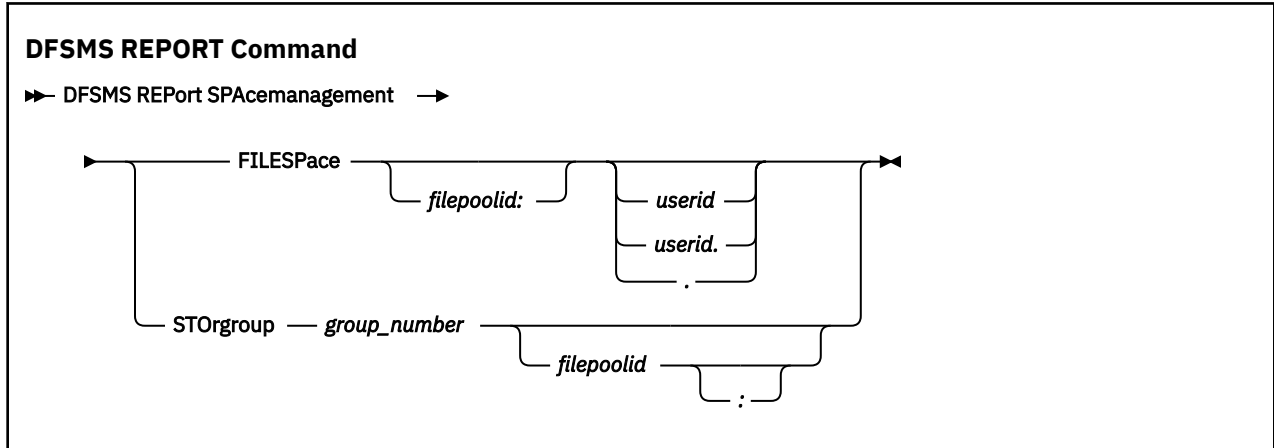 DFSMS REPORT Command
DFSMS REPort SPAcemanagement
FILESPace
filepoolid:
userid
userid.
.
STOrgroup group_number
filepoolid
: